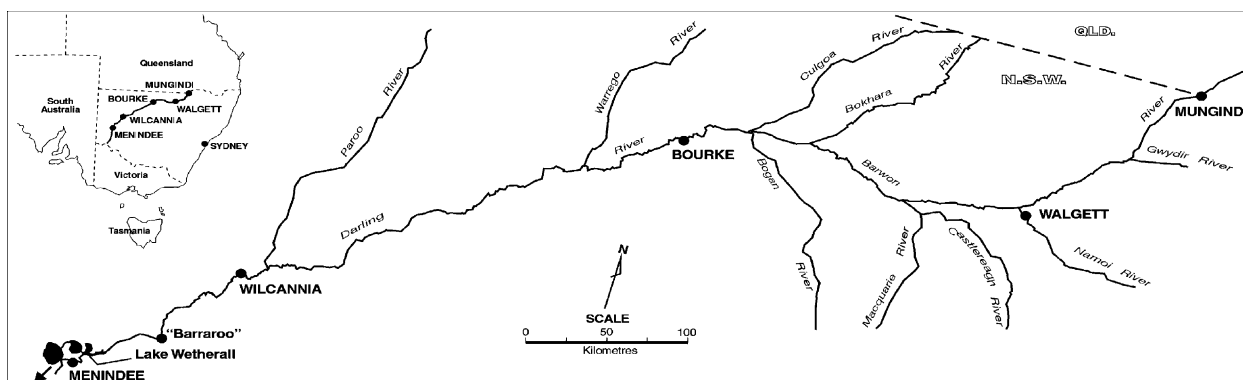 Queensland
MUNGINDI
BOURKE
WALGETT
South
Australia
WILCANNIA
MENINDEE
SYDNEY
Victoria
Tasmania
Paroo River
Warrego River
Culgoa River
Bokhara River
QLD.
N.S.W.
River
MUNGIND
Gwydir River
BOURKE
Darling River
Bogan River
Barwon
WALGETT
Namoi River
Castlereagh River
Macquarie River
WILCANNIA
N
SCALE
0 50 100
Kilometres
"Barraroo"
Lake Wetherall
MENINDEE